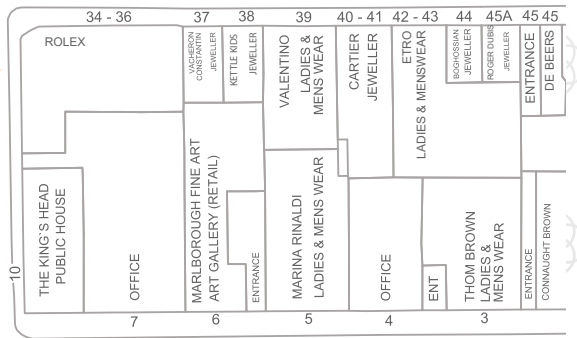 34 - 36
37
38
39
40 - 41
42 - 43
44
45A
45
45
ROLEX
VACHERON
CONSTANTIN
JEWELLER
KETTLE KIDS
JEWELLER
VALENTINO
LADIES &
MENS WEAR
CARTIER
JEWELLER
ETRO
LADIES & MENSWEAR
BOGHOSSIAN
JEWELLER
ROGER DUBIS
JEWELLER
ENTRANCE
DE BEERS
THE KING`S HEAD
PUBLIC HOUSE
OFFICE
MARLBOROUGH FINE ART
ART GALLERY (RETAIL)
ENTRANCE
MARINA RINALDI
LADIES & MENS WEAR
OFFICE
ENT
THOM BROWN
LADIES &
MENS WEAR
ENTRANCE
CONNAUGHT BROWN
10
7
6
5
4
3